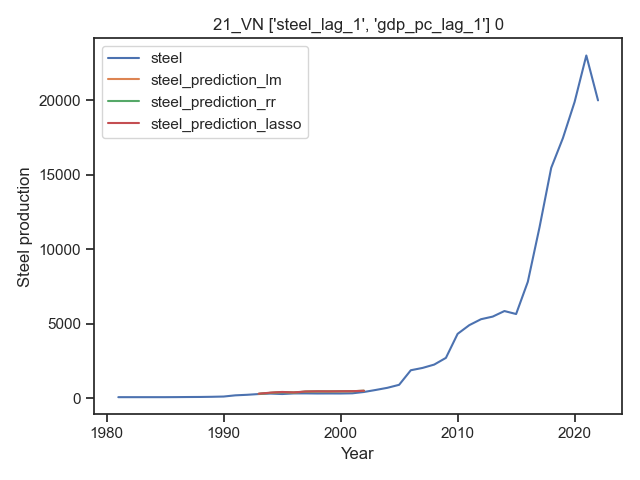 21_VN ['steel_lag_1', 'gdp_pc_lag_1'] 0
steel
steel_prediction_lm
steel_prediction_rr
steel_prediction_lasso
Steel production
20000
15000
10000
5000
0
1980
1990
2000
2010
2020
Year